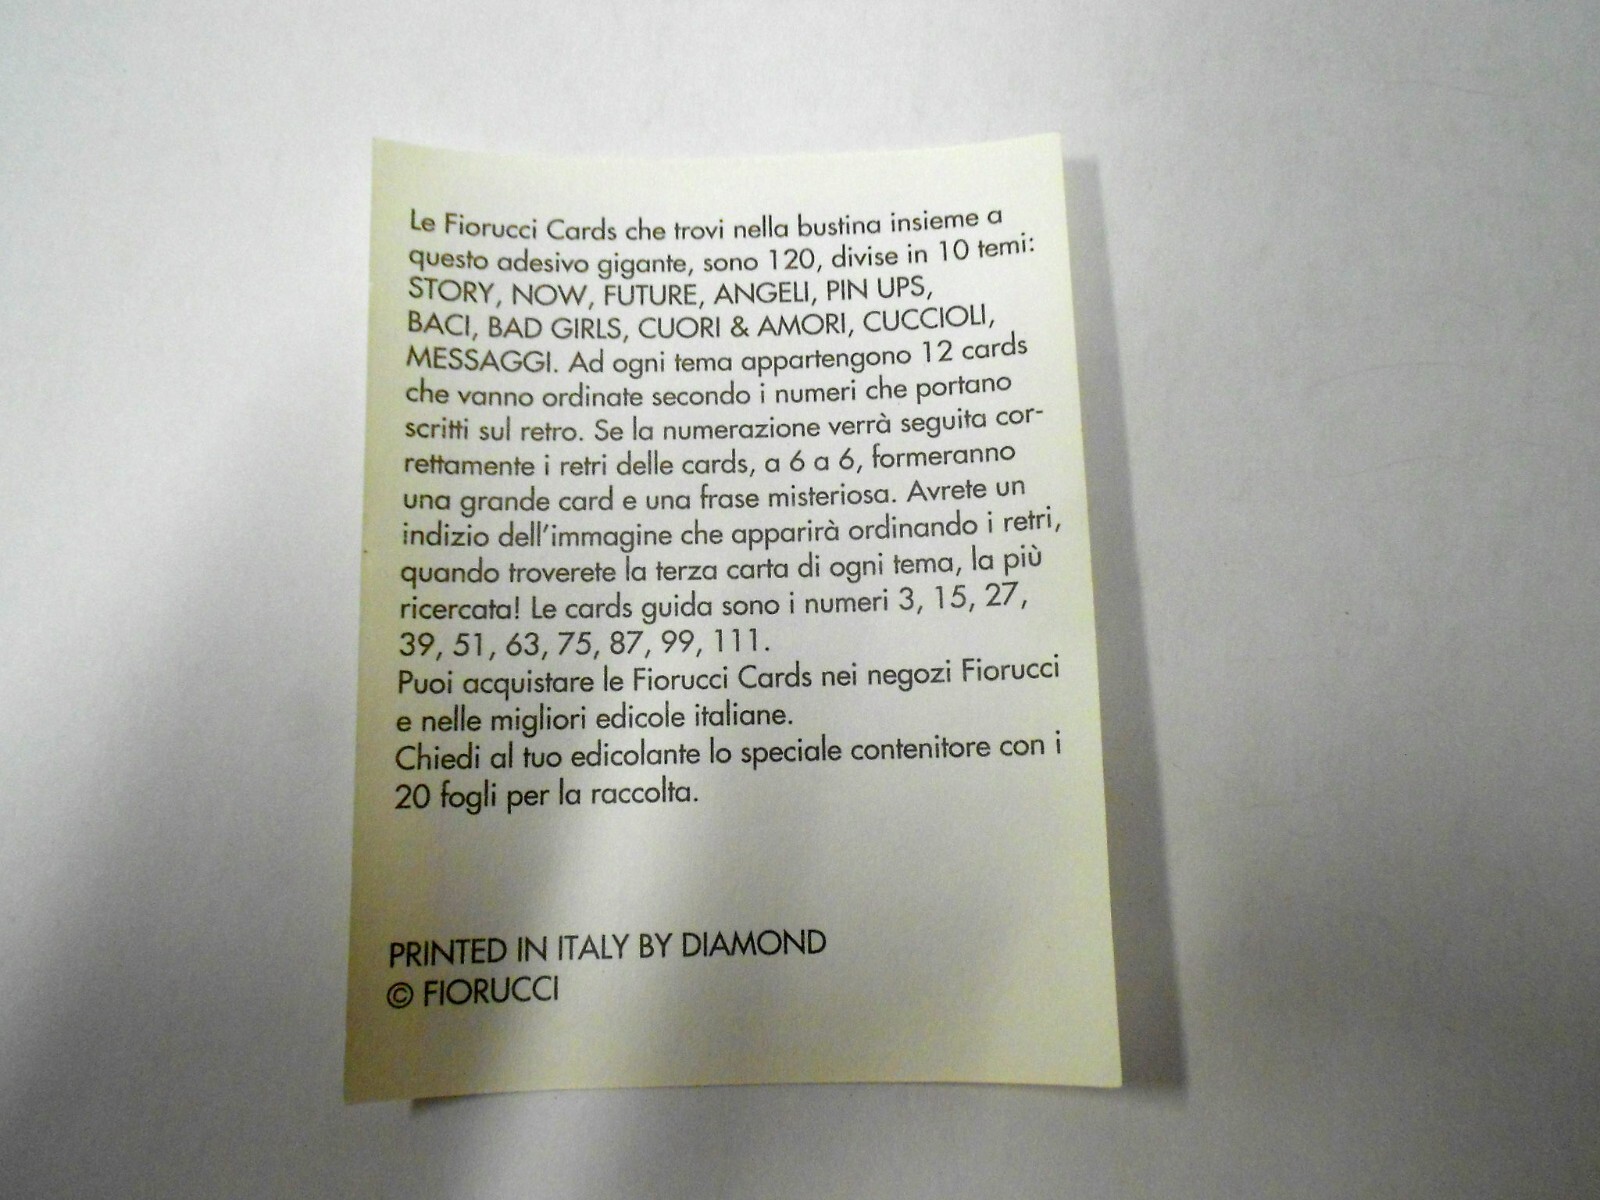 Le Fiorucci Cards che trovi nella bustina insieme a
questo adesivo gigante, sono 120, divise in 10 temi:
STORY, NOW, FUTURE, ANGELI, PIN UPS,
BACI, BAD GIRLS, CUORI & AMORI, CUCCIOLI,
MESSAGGI. Ad ogni tema appartengono 12 cards
che vanno ordinate secondo i numeri che portano
scritti sul retro. Se la numerazione verrà seguita cor-
rettamente i retri delle cards, a 6 a 6, formeranno
una grande card e una frase misteriosa. Avrete un
indizio dell'immagine che apparirà ordinando i retri,
quando troverete la terza carta di ogni tema, la più
ricercata! Le cards guida sono i numeri 3, 15, 27,
39, 51, 63, 75, 87, 99, 111.
Puoi acquistare le Fiorucci Cards nei negozi Fiorucci
e nelle migliori edicole italiane.
Chiedi al tuo edicolante lo speciale contenitore con i
20 fogli per la raccolta.
PRINTED IN ITALY BY DIAMOND
© FIORUCCI